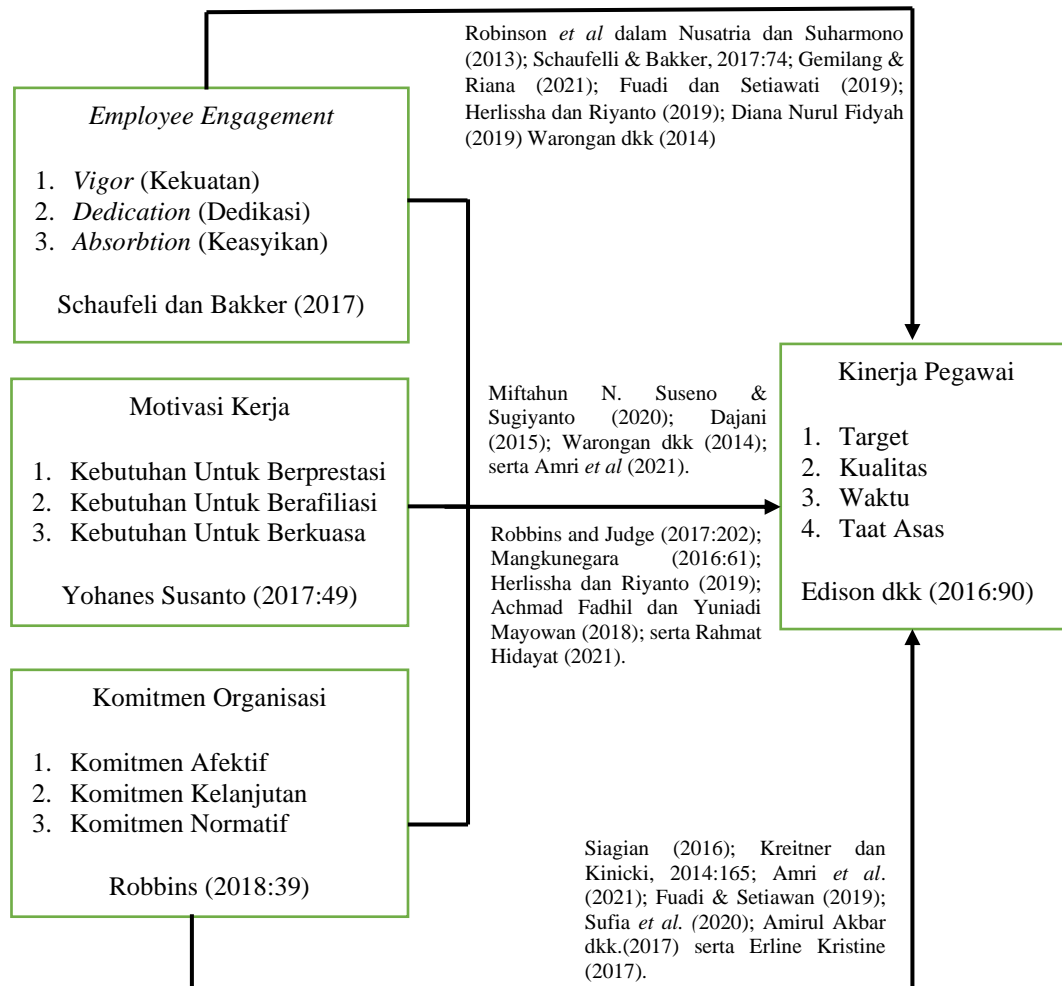 Robinson et al dalam Nusatria dan Suharmono
(2013); Schaufelli & Bakker, 2017:74; Gemilang &
Riana (2021); Fuadi dan Setiawati (2019);
Herlissha dan Riyanto (2019); Diana Nurul Fidyah
(2019) Warongan dkk (2014)
Employee Engagement
1. Vigor (Kekuatan)
2. Dedication (Dedikasi)
3. Absorbtion (Keasyikan)
Schaufeli dan Bakker (2017)
Motivasi Kerja
1. Kebutuhan Untuk Berprestasi
2. Kebutuhan Untuk Berafiliasi
3. Kebutuhan Untuk Berkuasa
Yohanes Susanto (2017:49)
Miftahun N. Suseno &
Sugiyanto (2020); Dajani
(2015); Warongan dkk (2014);
serta Amri et al (2021).
Robbins and Judge (2017:202);
Mangkunegara (2016:61);
Herlissha dan Riyanto (2019);
Achmad Fadhil dan Yuniadi
Mayowan (2018); serta Rahmat
Hidayat (2021).
Kinerja Pegawai
1. Target
2. Kualitas
3. Waktu
4. Taat Asas
Edison dkk (2016:90)
Komitmen Organisasi
1. Komitmen Afektif
2. Komitmen Kelanjutan
3. Komitmen Normatif
Robbins (2018:39)
Siagian (2016); Kreitner dan
Kinicki, 2014:165; Amri et al.
(2021); Fuadi & Setiawan (2019);
Sufia et al. (2020); Amirul Akbar
dkk.(2017) serta Erline Kristine
(2017).